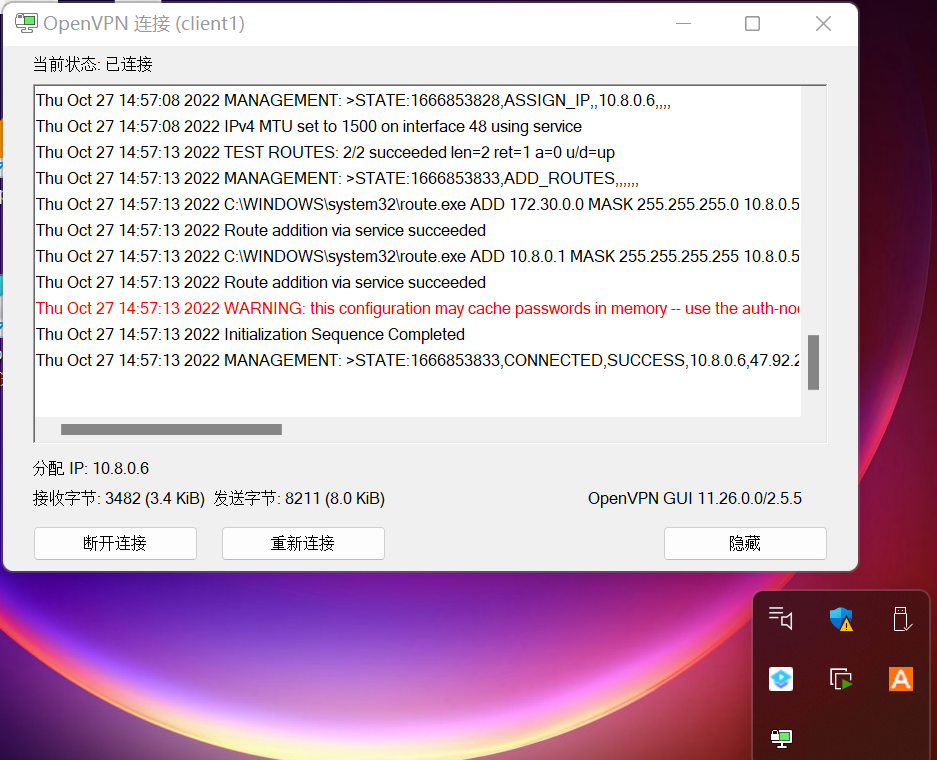 OpenVPN 连接 (client1)
当前状态: 已连接
Thu Oct 27 14:57:08 2022 MANAGEMENT: >STATE:1666853828,ASSIGN_IP,,10.8.0.6,,,,
Thu Oct 27 14:57:08 2022 IPv4 MTU set to 1500 on interface 48 using service
Thu Oct 27 14:57:13 2022 TEST ROUTES: 2/2 succeeded len=2 ret=1 a=0 u/d=up
Thu Oct 27 14:57:13 2022 MANAGEMENT: >STATE:1666853833,ADD_ROUTES,,,,,,
Thu Oct 27 14:57:13 2022 C:\WINDOWS\system32\route.exe ADD 172.30.0.0 MASK 255.255.255.0 10.8.0.5
Thu Oct 27 14:57:13 2022 Route addition via service succeeded
Thu Oct 27 14:57:13 2022 C:\WINDOWS\system32\route.exe ADD 10.8.0.1 MASK 255.255.255.255 10.8.0.5
Thu Oct 27 14:57:13 2022 Route addition via service succeeded
Thu Oct 27 14:57:13 2022 WARNING: this configuration may cache passwords in memory -- use the auth-no
Thu Oct 27 14:57:13 2022 Initialization Sequence Completed
Thu Oct 27 14:57:13 2022 MANAGEMENT: >STATE:1666853833,CONNECTED,SUCCESS,10.8.0.6,47.92.2
分配 IP: 10.8.0.6
接收字节: 3482 (3.4 KiB) 发送字节: 8211 (8.0 KiB) OpenVPN GUI 11.26.0.0/2.5.5
断开连接 重新连接 隐藏